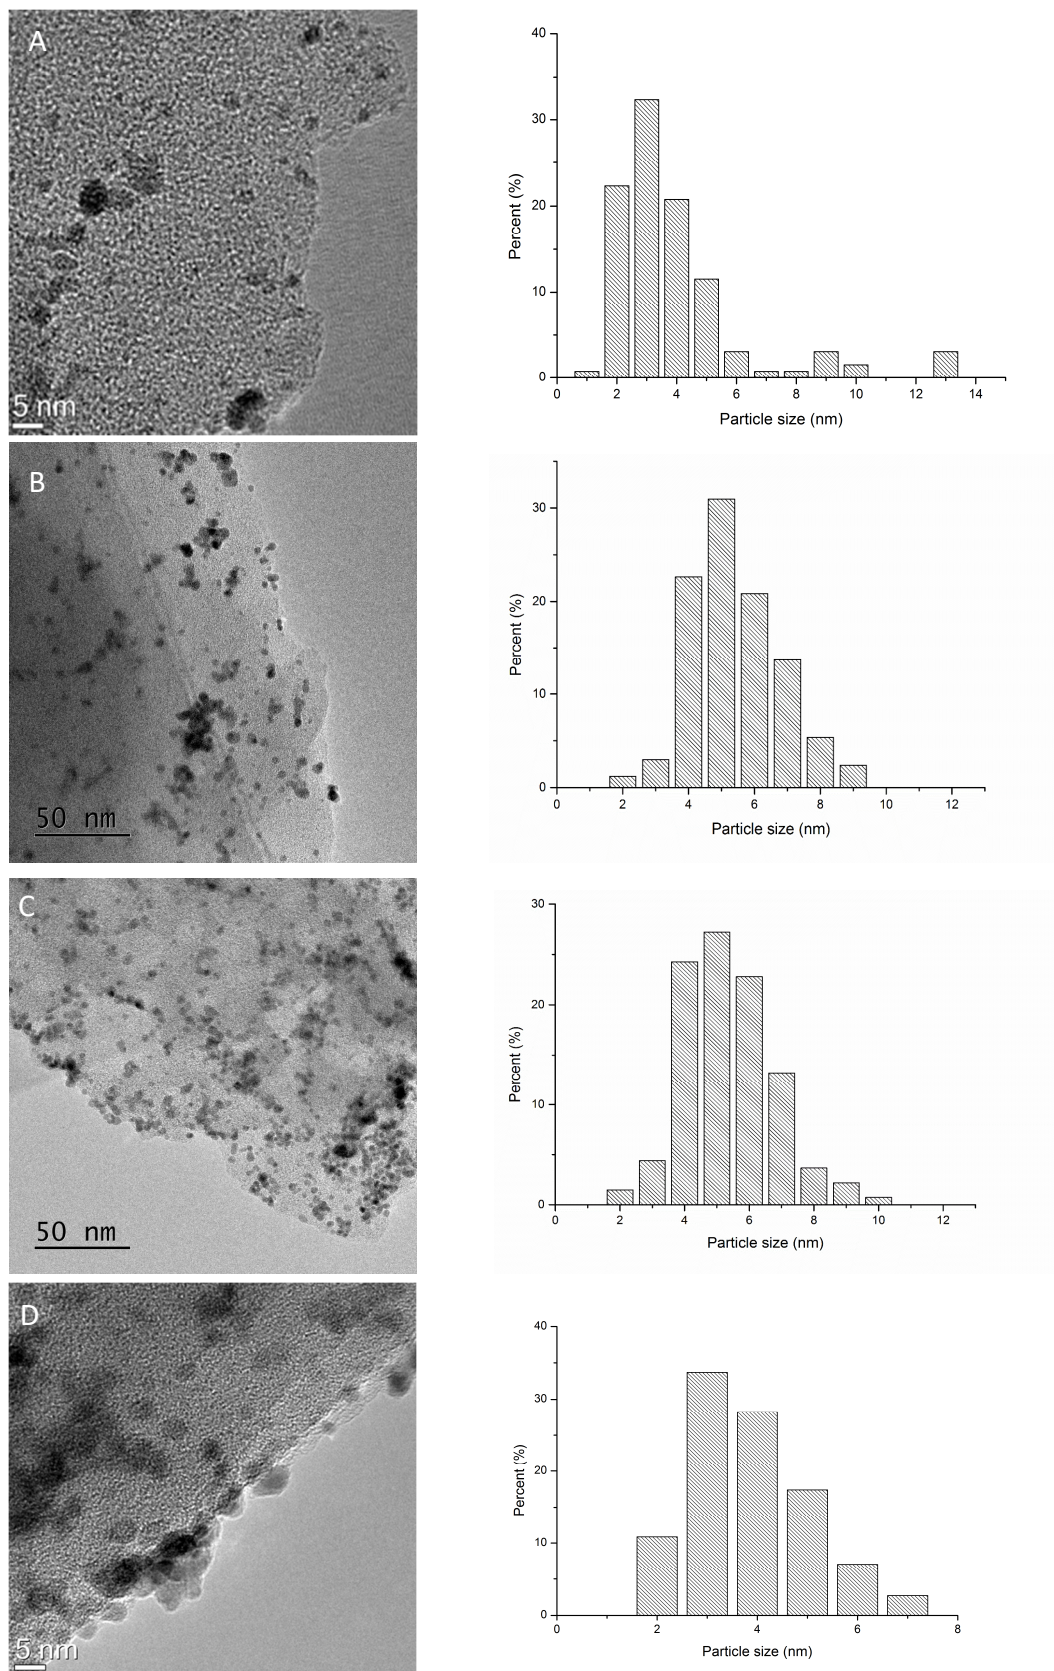 A
5 nm
40
30
20
10
0
Percent (%)
0 2 4 6 8 10 12 14
Particle size (nm)
B
50 nm
30
20
10
0
Percent (%)
0 2 4 6 8 10 12
Particle size (nm)
C
50 nm
30
20
10
0
Percent (%)
0 2 4 6 8 10 12
Particle size (nm)
D
5 nm
40
30
20
10
0
Percent (%)
0 2 4 6 8
Particle size (nm)